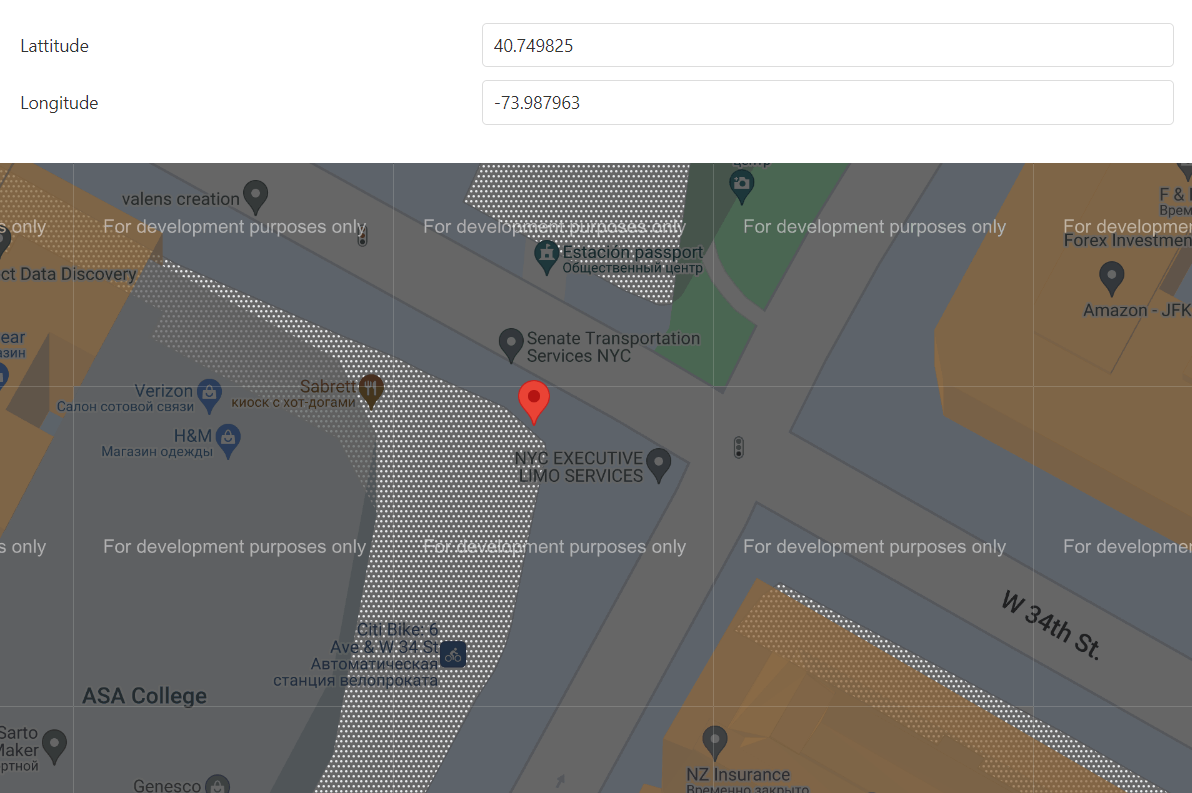 Lattitude
40.749825
Longitude
-73.987963
valens creation
s only
For development purposes only
For development purposes only
For development purposes only
For developmen
F & 
Врем
Estación passport
Общественный центр
Forex Investmen
ct Data Discovery
Amazon - JFK
ear
азин
Senate Transportation
Services NYC
Verizon
Салон сотовой связи
Sabrett
киоск с хот-догами
H&M
Магазин одежды
NYC EXECUTIVE
LIMO SERVICES
s only
For development purposes only
For development purposes only
For development purposes only
For developmen
W 34th St.
Citi Bike: 6
Ave & W 34 St
Автоматическая
станция велопроката
ASA College
Sarto
Maker
ртной
NZ Insurance
Временно закрыто
Genesco